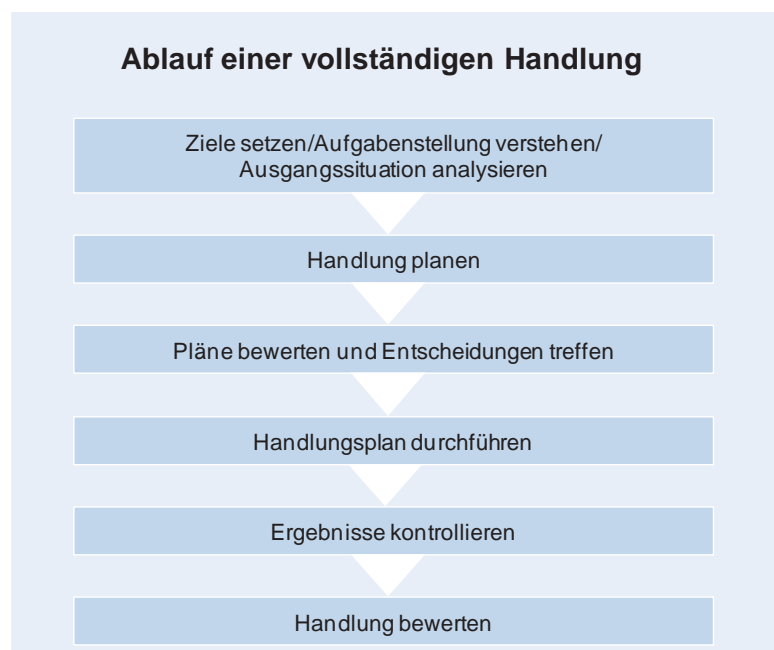 Ablauf einer vollständigen Handlung
Ziele setzen/Aufgabenstellung verstehen/
Ausgangssituation analysieren
Handlung planen
Pläne bewerten und Entscheidungen treffen
Handlungsplan durchführen
Ergebnisse kontrollieren
Handlung bewerten